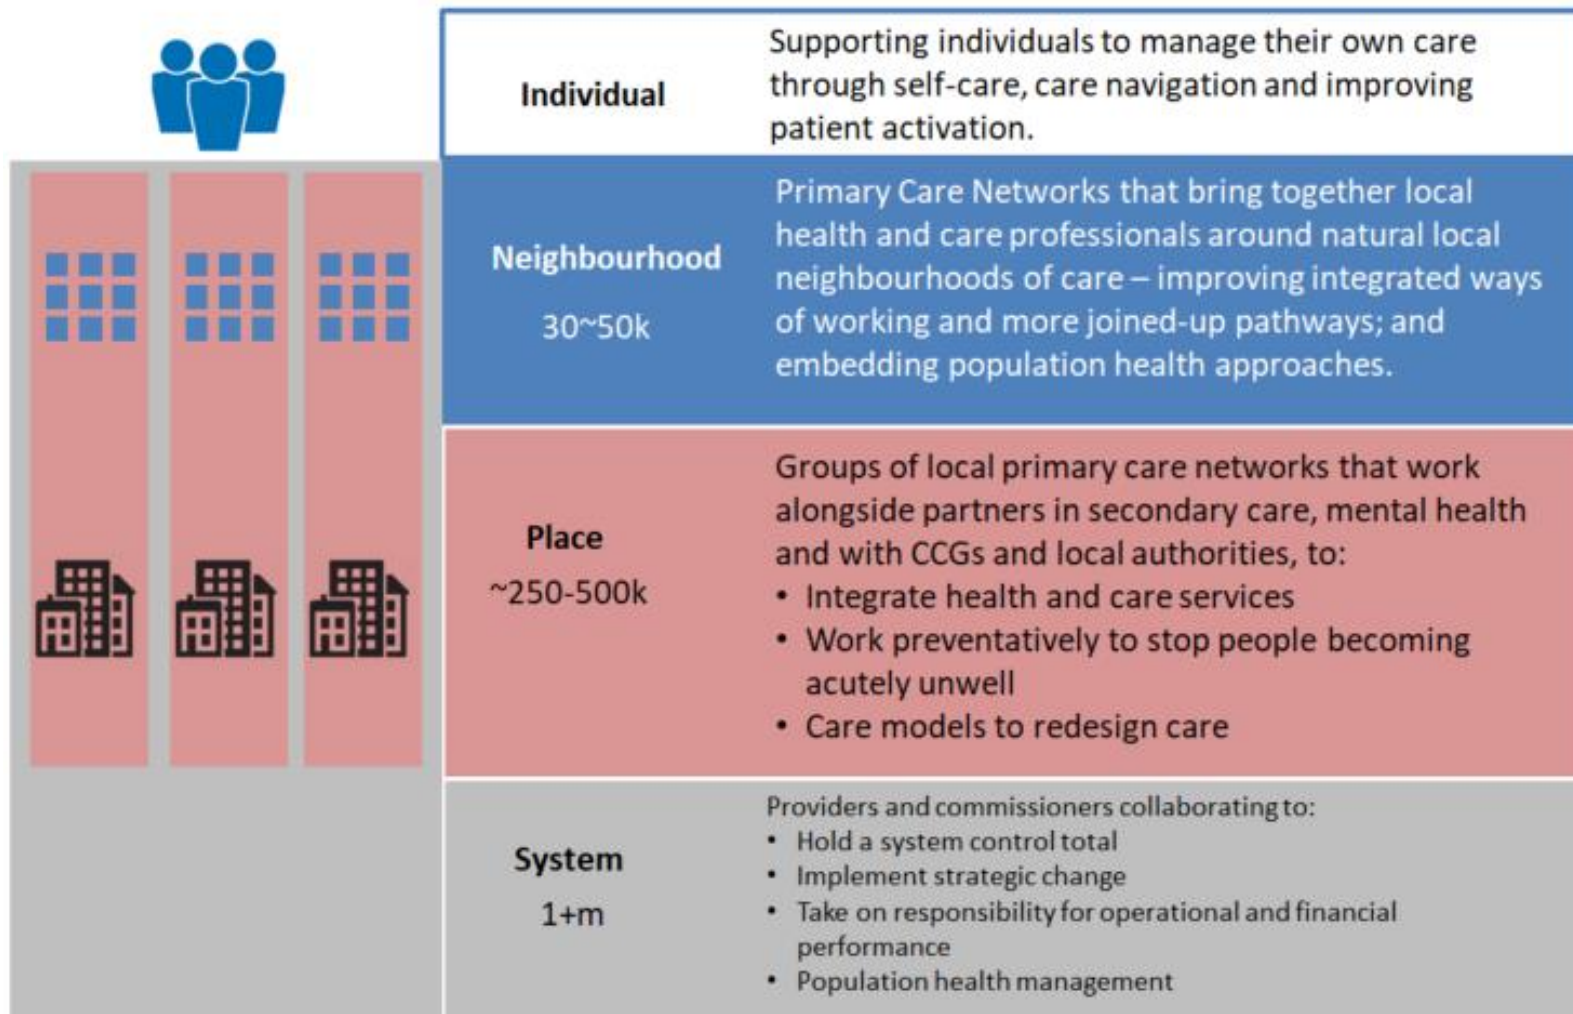 Individual
Supporting individuals to manage their own care
through self-care, care navigation and improving
patient activation.
Neighbourhood
30~50k
Primary Care Networks that bring together local
health and care professionals around natural local
neighbourhoods of care – improving integrated ways
of working and more joined-up pathways; and
embedding population health approaches.
Place
~250-500k
Groups of local primary care networks that work
alongside partners in secondary care, mental health
and with CCGs and local authorities, to:
• Integrate health and care services
• Work preventatively to stop people becoming
acutely unwell
• Care models to redesign care
System
1+m
Providers and commissioners collaborating to:
• Hold a system control total
• Implement strategic change
• Take on responsibility for operational and financial
performance
• Population health management